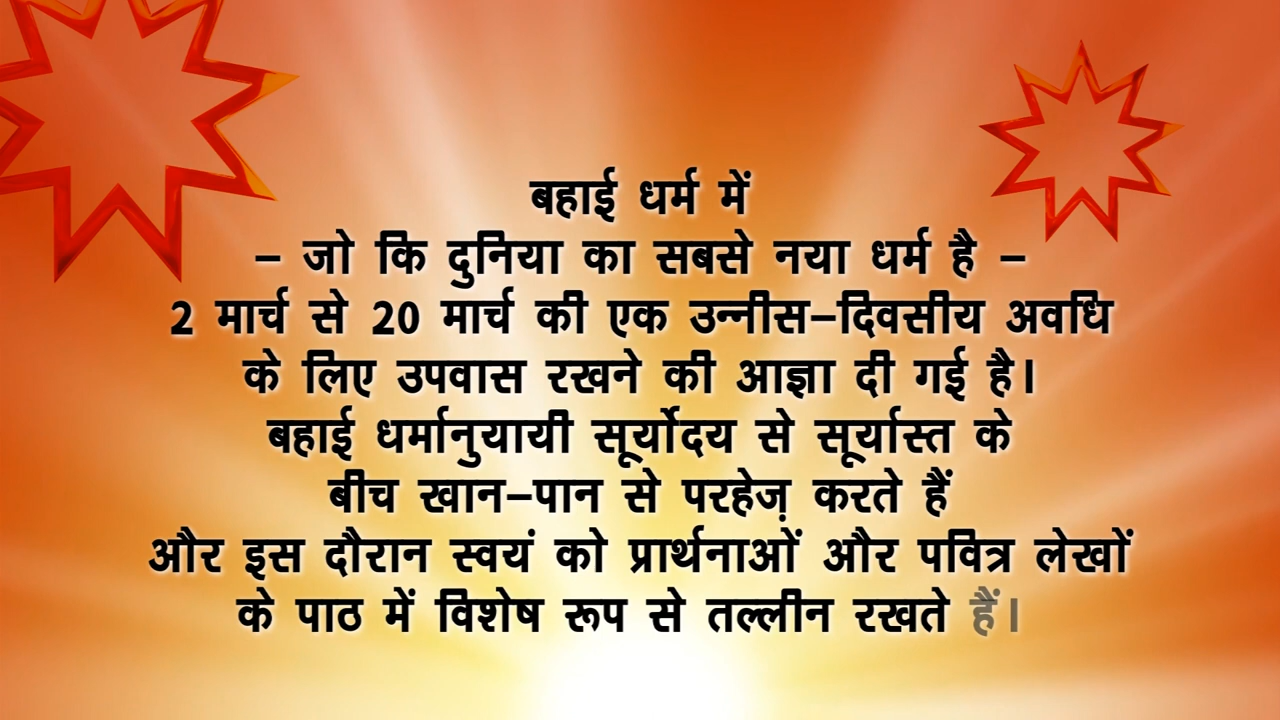 बहाई धर्म में
- जो कि दुनिया का सबसे नया धर्म है -
2 मार्च से 20 मार्च की एक उन्नीस-दिवसीय अवधि
के लिए उपवास रखने की आज्ञा दी गई है।
बहाई धर्मानुयायी सूर्योदय से सूर्यास्त के
बीच खान-पान से परहेज़ करते हैं
और इस दौरान स्वयं को प्रार्थनाओं और पवित्र लेखों
के पाठ में विशेष रूप से तल्लीन रखते हैं।